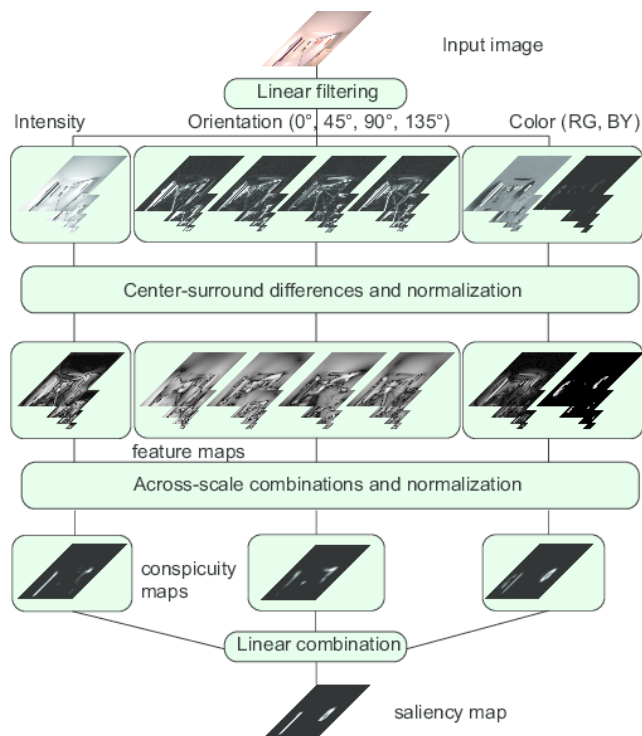 Input image
Linear filtering
Intensity
Orientation (0°, 45°, 90°, 135°)
Color (RG, BY)
Center-surround differences and normalization
feature maps
Across-scale combinations and normalization
conspicuity
maps
Linear combination
saliency map